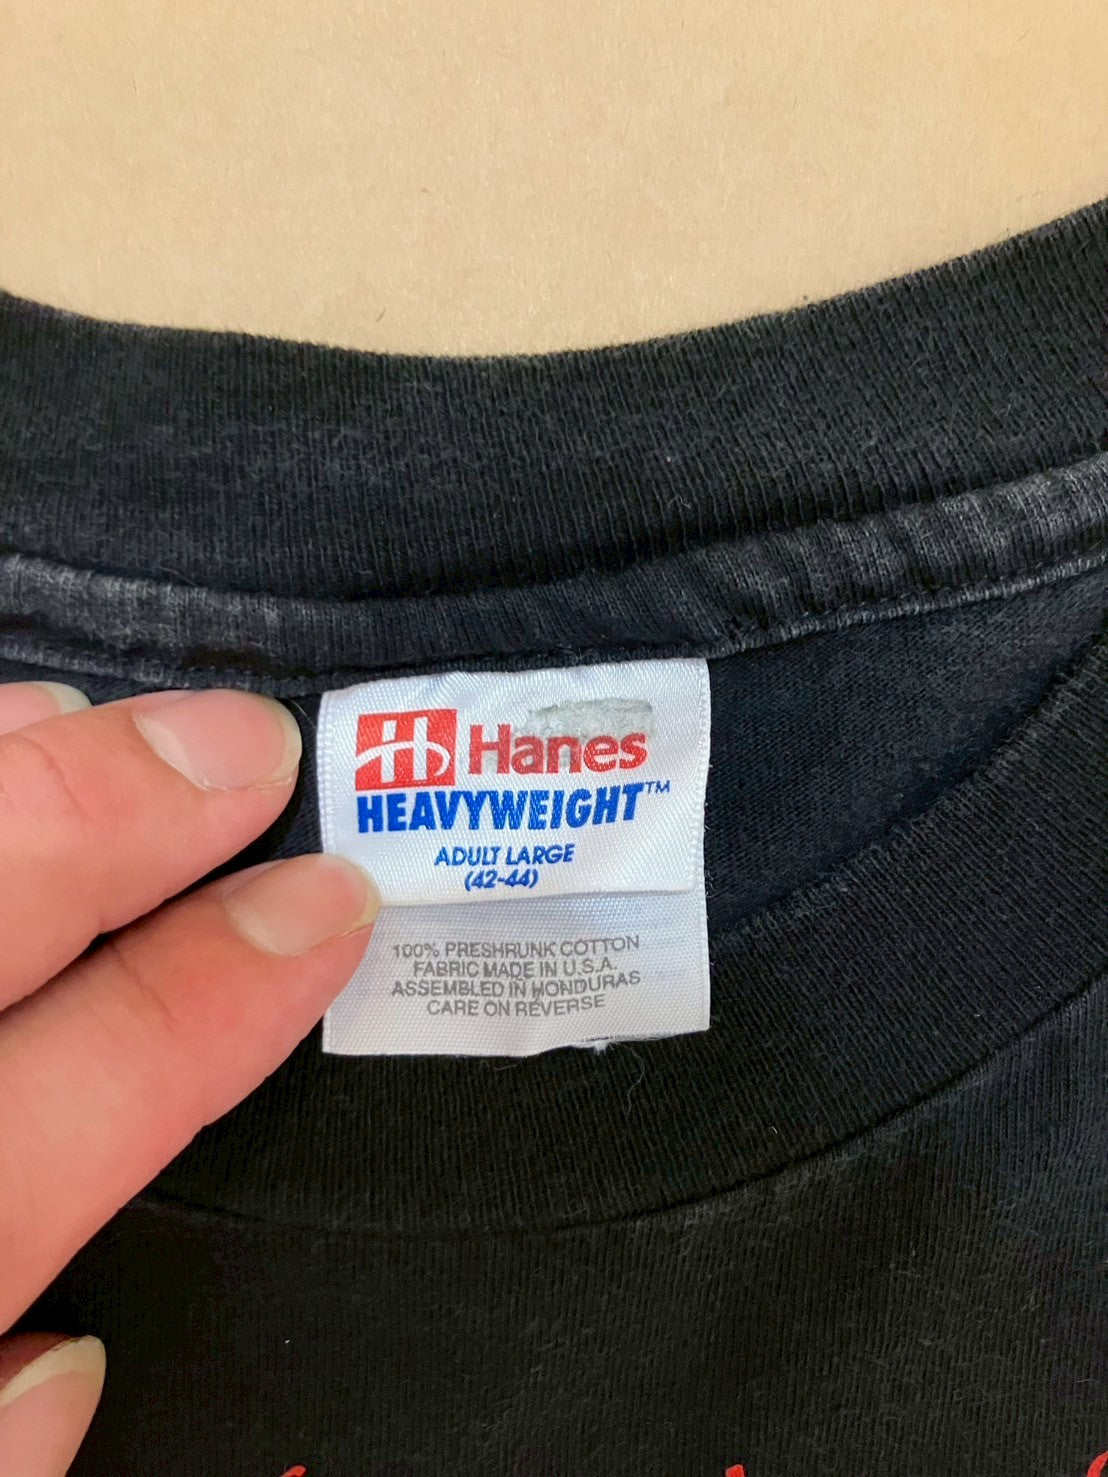 H Hanes
HEAVYWEIGHT™
ADULT LARGE
(42-44)
100% PRESHRUNK COTTON
FABRIC MADE IN U.S.A.
ASSEMBLED IN HONDURAS
CARE ON REVERSE